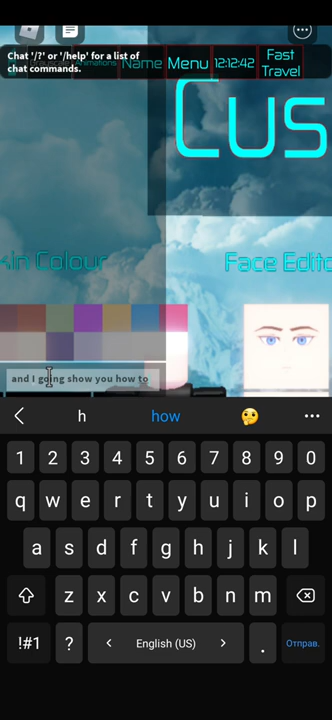 Chat '/?' or '/help' for a list of
chat commands.
Animations
Name
Menu
12:12:42
Fast
Travel
Cus
kin Colour
Face Edito
and I going show you how to
h
how
1 2 3 4 5 6 7 8 9 0
q w e r t y u i o p
a s d f g h j k l
z x c v b n m
!#1 ? < English (US) > .
Отправ.